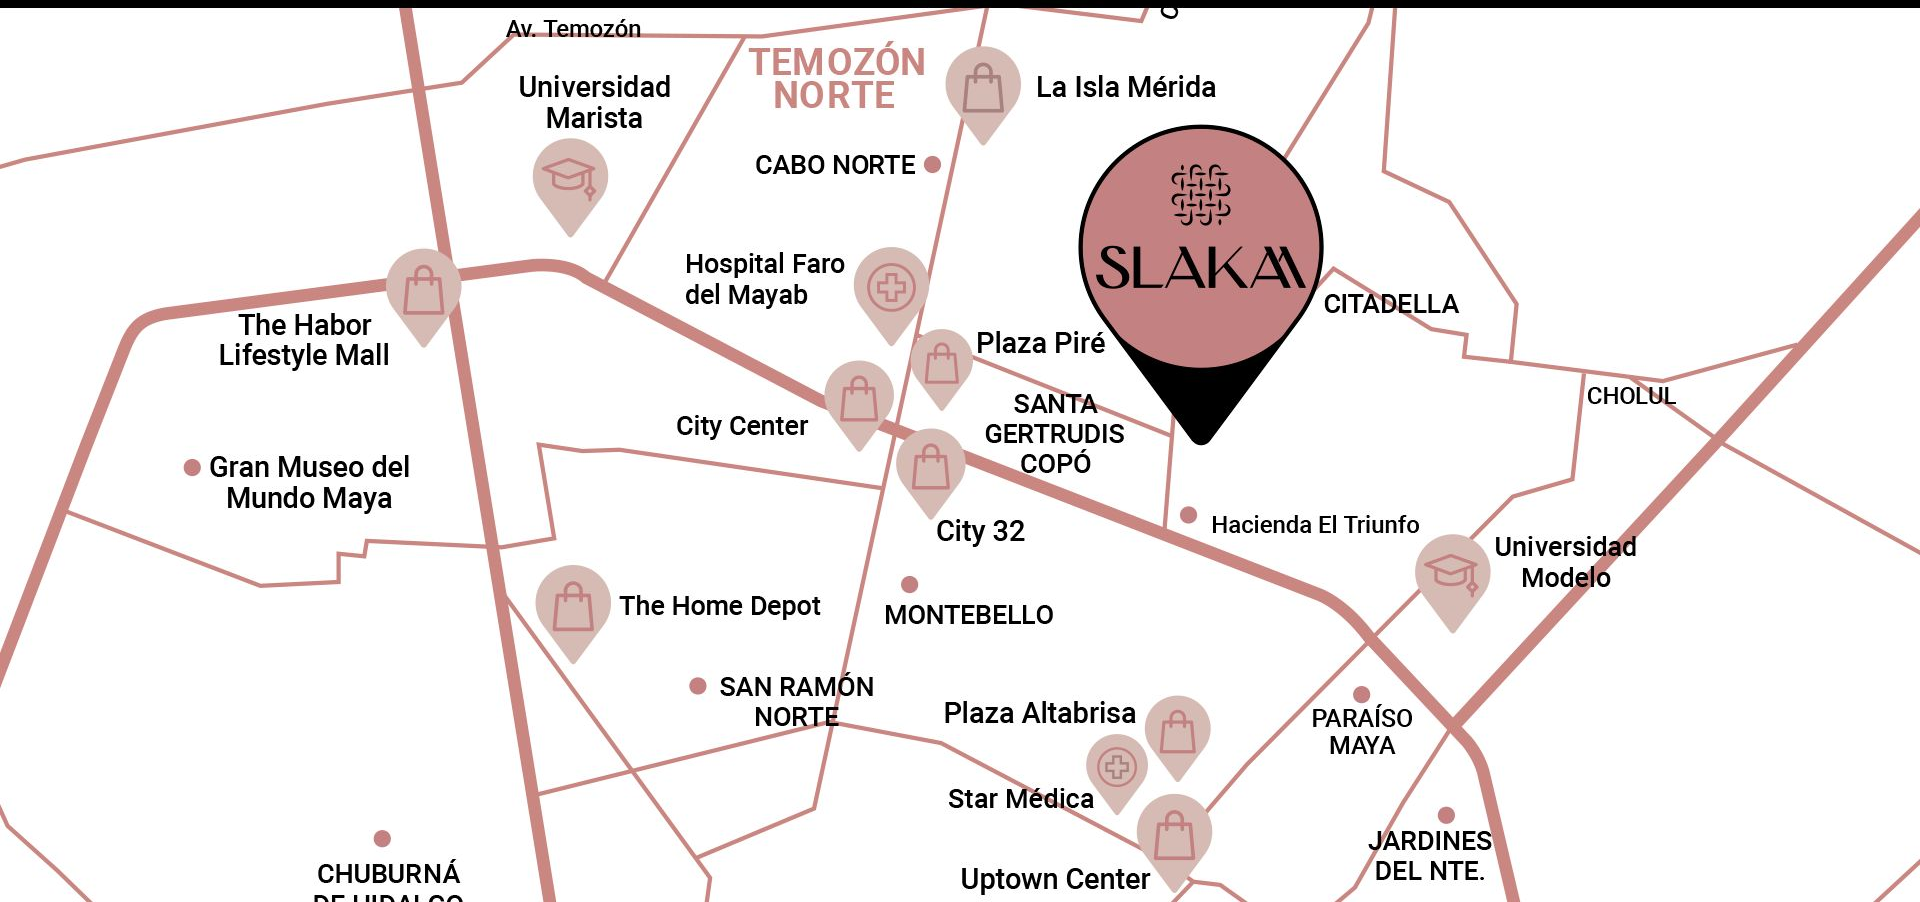 Av. Temozón
TEMOZÓN
NORTE
Universidad
Marista
La Isla Mérida
CABO NORTE
SLAKAA
Hospital Faro
del Mayab
CITADELLA
The Habor
Lifestyle Mall
Plaza Piré
CHOLUL
SANTA
GERTRUDIS
COPÓ
City Center
Gran Museo del
Mundo Maya
City 32
Hacienda El Triunfo
Universidad
Modelo
The Home Depot
MONTEBELLO
SAN RAMÓN
NORTE
Plaza Altabrisa
PARAÍSO
MAYA
Star Médica
JARDINES
DEL NTE.
CHUBURNÁ
DE HIDALGO
Uptown Center